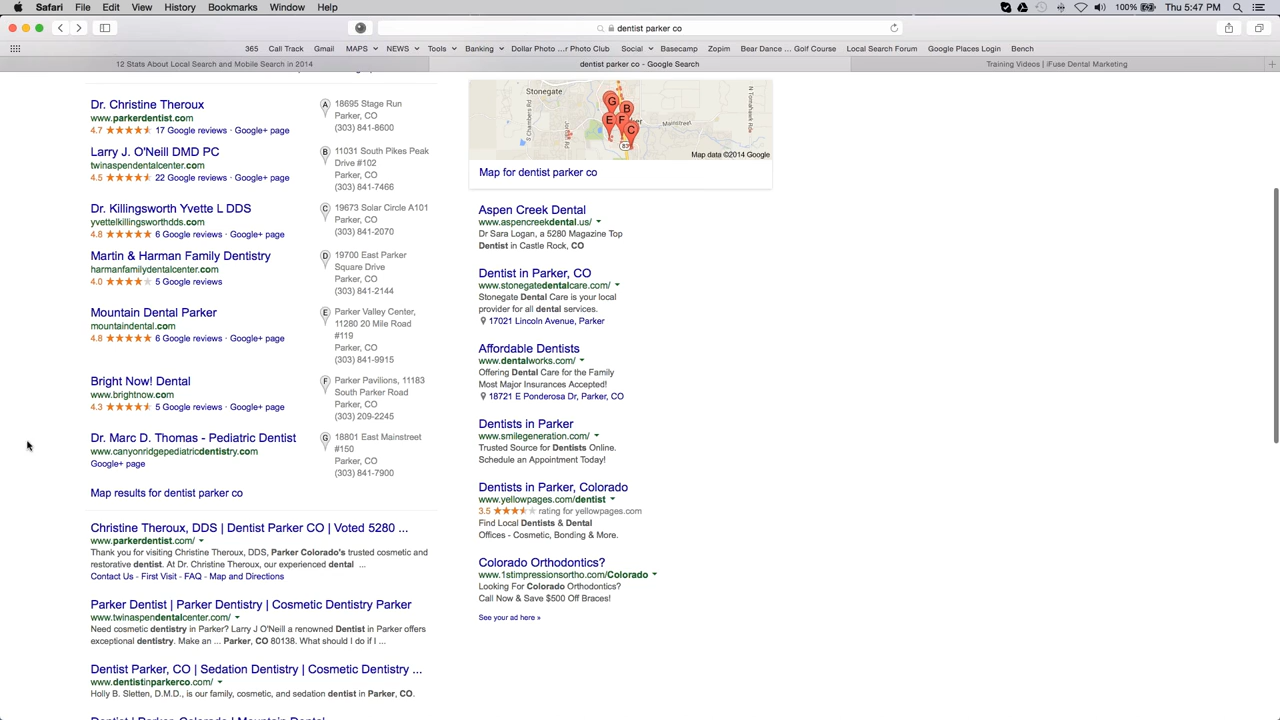 Safari File Edit View History Bookmarks Window Help 100% Thu 5:47 PM
dentist parker co
365 Call Track Gmail MAPS NEWS Tools Banking Dollar Photo ...r Photo Club Social Basecamp Zopim Bear Dance ... Golf Course Local Search Forum Google Places Login Bench
12 Stats About Local Search and Mobile Search in 2014 dentist parker co - Google Search Training Videos | iFuse Dental Marketing
Dr. Christine Theroux
www.parkerdentist.com
4.7 17 Google reviews · Google+ page
A 18695 Stage Run
Parker, CO
(303) 841-8600
Larry J. O'Neill DMD PC
twinaspendentalcenter.com
4.5 22 Google reviews · Google+ page
B 11031 South Pikes Peak
Drive #102
Parker, CO
(303) 841-7466
Dr. Killingsworth Yvette L DDS
yvettelkillingsworthdds.com
4.8 6 Google reviews · Google+ page
C 19673 Solar Circle A101
Parker, CO
(303) 841-2070
Martin & Harman Family Dentistry
harmanfamilydentalcenter.com
4.0 5 Google reviews
D 19700 East Parker
Square Drive
Parker, CO
(303) 841-2144
Mountain Dental Parker
mountaindental.com
4.8 6 Google reviews · Google+ page
E Parker Valley Center,
11280 20 Mile Road
#119
Parker, CO
(303) 841-9915
Bright Now! Dental
www.brightnow.com
4.3 5 Google reviews · Google+ page
F Parker Pavilions, 11183
South Parker Road
Parker, CO
(303) 209-2245
Dr. Marc D. Thomas - Pediatric Dentist
www.canyonridgepediatricdentistry.com
Google+ page
G 18801 East Mainstreet
#150
Parker, CO
(303) 841-7900
Map results for dentist parker co
Christine Theroux, DDS | Dentist Parker CO | Voted 5280 ...
www.parkerdentist.com/
Thank you for visiting Christine Theroux, DDS, Parker Colorado's trusted cosmetic and
restorative dentist. At Dr. Christine Theroux, our experienced dental ...
Contact Us - First Visit - FAQ - Map and Directions
Parker Dentist | Parker Dentistry | Cosmetic Dentistry Parker
www.twinaspendentalcenter.com/
Need cosmetic dentistry in Parker? Larry J O'Neill a renowned Dentist in Parker offers
exceptional dentistry. Make an ... Parker, CO 80138. What should I do if I ...
Dentist Parker, CO | Sedation Dentistry | Cosmetic Dentistry ...
www.dentistinparkerco.com/
Holly B. Sletten, D.M.D., is our family, cosmetic, and sedation dentist in Parker, CO.
Dentist | Parker Colorado | Mountain Dental
Stonegate
S Chambers Rd
Mainstreet
N Tomahawk Rd
G B E F C
83
Map data ©2014 Google
Map for dentist parker co
Aspen Creek Dental
www.aspencreekdental.us/
Dr Sara Logan, a 5280 Magazine Top
Dentist in Castle Rock, CO
Dentist in Parker, CO
www.stonegatedentalcare.com/
Stonegate Dental Care is your local
provider for all dental services.
17021 Lincoln Avenue, Parker
Affordable Dentists
www.dentalworks.com/
Offering Dental Care for the Family
Most Major Insurances Accepted!
18721 E Ponderosa Dr, Parker, CO
Dentists in Parker
www.smilegeneration.com/
Trusted Source for Dentists Online.
Schedule an Appointment Today!
Dentists in Parker, Colorado
www.yellowpages.com/dentist
3.5 rating for yellowpages.com
Find Local Dentists & Dental
Offices - Cosmetic, Bonding & More.
Colorado Orthodontics?
www.1stimpressionsortho.com/Colorado
Looking For Colorado Orthodontics?
Call Now & Save $500 Off Braces!
See your ad here »